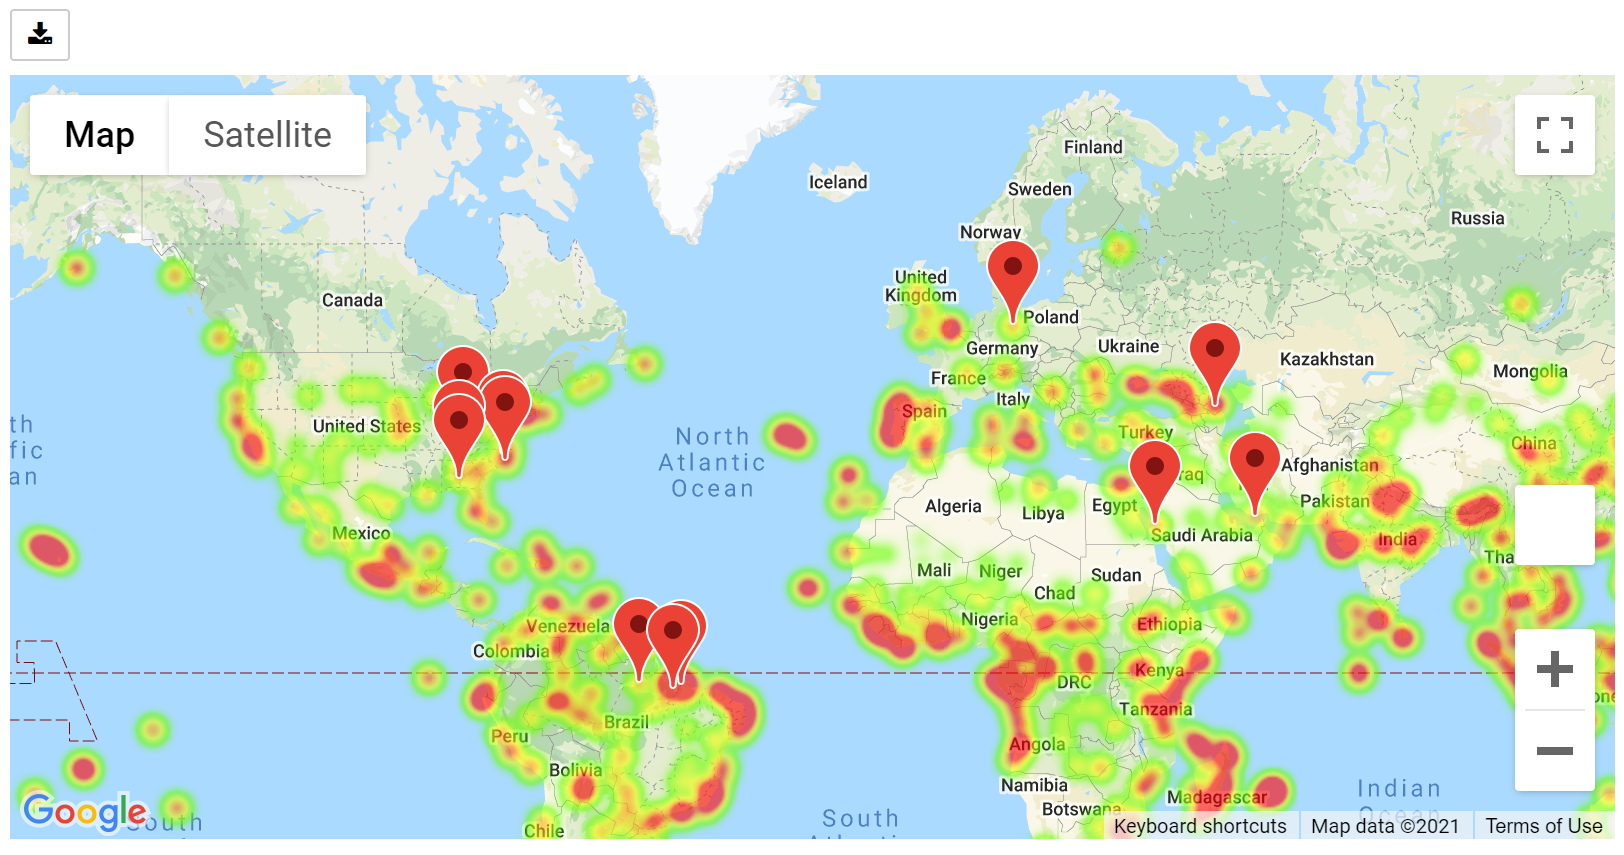 Map
Satellite
Iceland
Finland
Sweden
Norway
Russia
United
Kingdom
Canada
Poland
Germany
Ukraine
Kazakhstan
Mongolia
France
Italy
Spain
United States
Turkey
China
North
Atlantic
Ocean
th
fic
an
Afghanistan
raq
Pakistan
Algeria
Libya
Egypt
Saudi Arabia
India
Mexico
Tha
Mali
Niger
Sudan
Chad
Nigeria
Ethiopia
Venezuela
Colombia
Kenya
DRC
Tanzania
Brazil
Peru
Angola
Bolivia
Namibia
Madagascar
Botswana
Indian
Ocean
South
South
Chile
Google
Keyboard shortcuts
Map data ©2021
Terms of Use